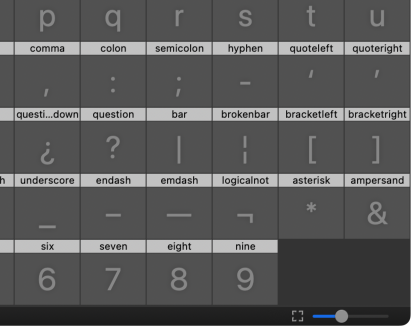 p q r s t u
comma colon semicolon hyphen quoteleft quoteright
, : ; - ‘ ’
questi...down question bar brokenbar bracketleft bracketright
¿ ? | ¦ [ ]
h underscore endash emdash logicalnot asterisk ampersand
_ – — ¬ * &
six seven eight nine
6 7 8 9